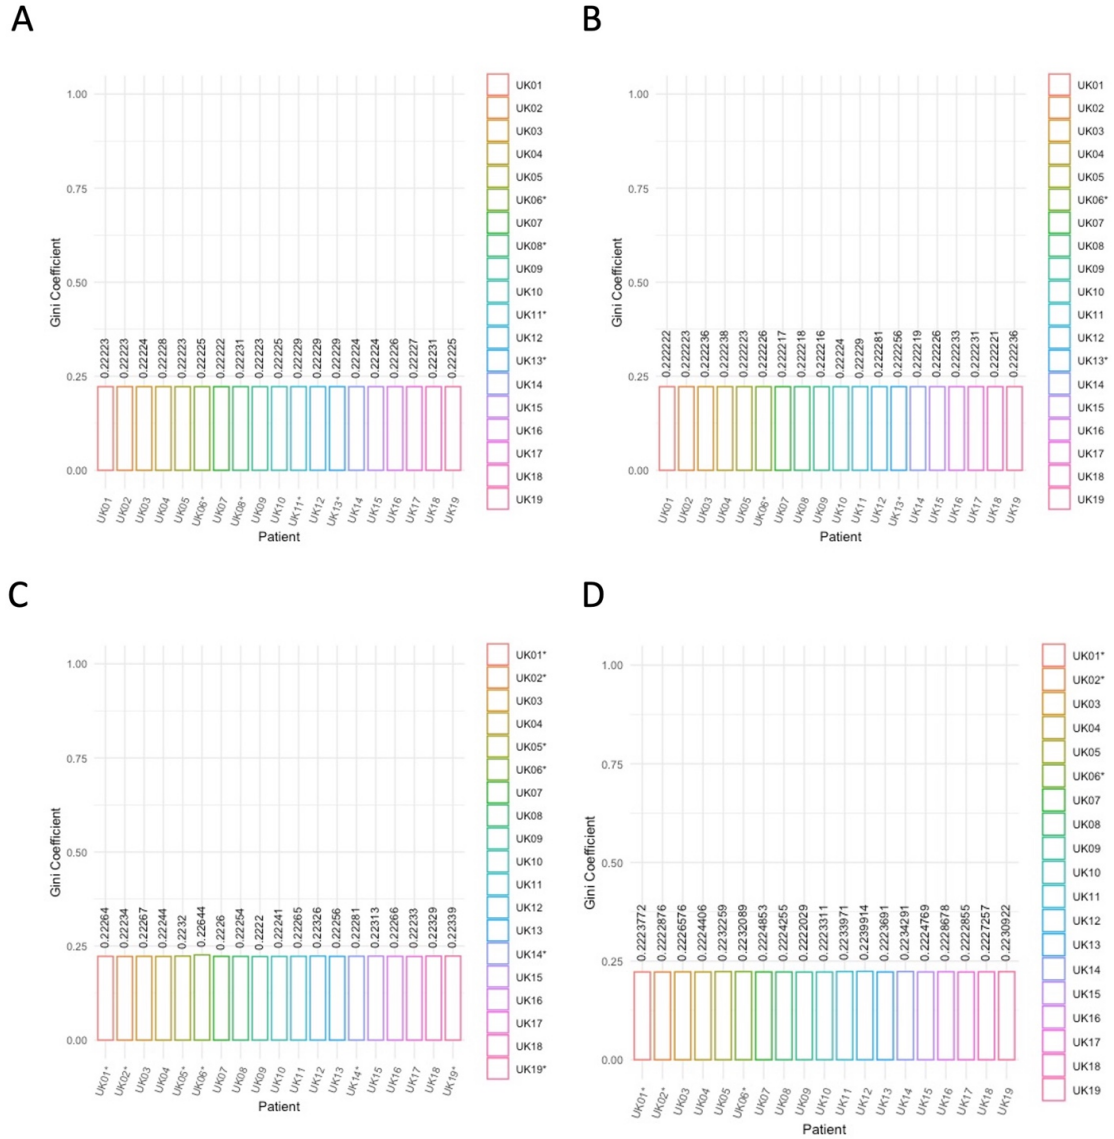 A
1.00
0.75
0.50
0.25
0.00
Gini Coefficient
0.22223
0.22223
0.22224
0.22228
0.22223
0.22225
0.22222
0.22231
0.22223
0.22225
0.22229
0.22229
0.22229
0.22224
0.22224
0.22226
0.22227
0.22231
0.22225
UK01
UK02
UK03
UK04
UK05
UK06*
UK07
UK08*
UK09
UK10
UK11*
UK12
UK13*
UK14
UK15
UK16
UK17
UK18
UK19
Patient
UK01
UK02
UK03
UK04
UK05
UK06*
UK07
UK08*
UK09
UK10
UK11*
UK12
UK13*
UK14
UK15
UK16
UK17
UK18
UK19
B
1.00
0.75
0.50
0.25
0.00
Gini Coefficient
0.222222
0.222223
0.222236
0.222238
0.222223
0.222226
0.222217
0.222218
0.222216
0.22224
0.22229
0.222281
0.222256
0.222219
0.222226
0.222233
0.222231
0.222221
0.222236
UK01
UK02
UK03
UK04
UK05
UK06*
UK07
UK08
UK09
UK10
UK11
UK12
UK13*
UK14
UK15
UK16
UK17
UK18
UK19
Patient
UK01
UK02
UK03
UK04
UK05
UK06*
UK07
UK08
UK09
UK10
UK11
UK12
UK13*
UK14
UK15
UK16
UK17
UK18
UK19
C
1.00
0.75
0.50
0.25
0.00
Gini Coefficient
0.22264
0.22234
0.22267
0.22244
0.2232
0.22644
0.2226
0.22254
0.2222
0.22241
0.22265
0.22326
0.22256
0.22281
0.22313
0.22266
0.22233
0.22329
0.22339
UK01*
UK02*
UK03
UK04
UK05*
UK06*
UK07
UK08
UK09
UK10
UK11
UK12
UK13
UK14*
UK15
UK16
UK17
UK18
UK19*
Patient
UK01*
UK02*
UK03
UK04
UK05*
UK06*
UK07
UK08
UK09
UK10
UK11
UK12
UK13
UK14*
UK15
UK16
UK17
UK18
UK19*
D
1.00
0.75
0.50
0.25
0.00
Gini Coefficient
0.2223772
0.2222876
0.2226576
0.2224406
0.2232259
0.2232089
0.2224853
0.2224255
0.2222029
0.2223311
0.2233971
0.2239914
0.2223691
0.2234291
0.2224769
0.2228678
0.2222855
0.2227257
0.2230922
UK01*
UK02*
UK03
UK04
UK05
UK06*
UK07
UK08
UK09
UK10
UK11
UK12
UK13
UK14
UK15
UK16
UK17
UK18
UK19
Patient
UK01*
UK02*
UK03
UK04
UK05
UK06*
UK07
UK08
UK09
UK10
UK11
UK12
UK13
UK14
UK15
UK16
UK17
UK18
UK19